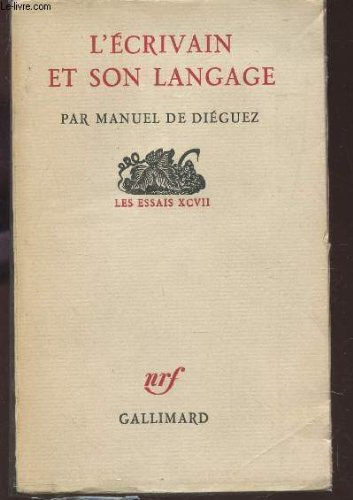 Le-livre.com
L'ÉCRIVAIN
ET SON LANGAGE
PAR MANUEL DE DIÉGUEZ
LES ESSAIS XCVII
nrf
GALLIMARD